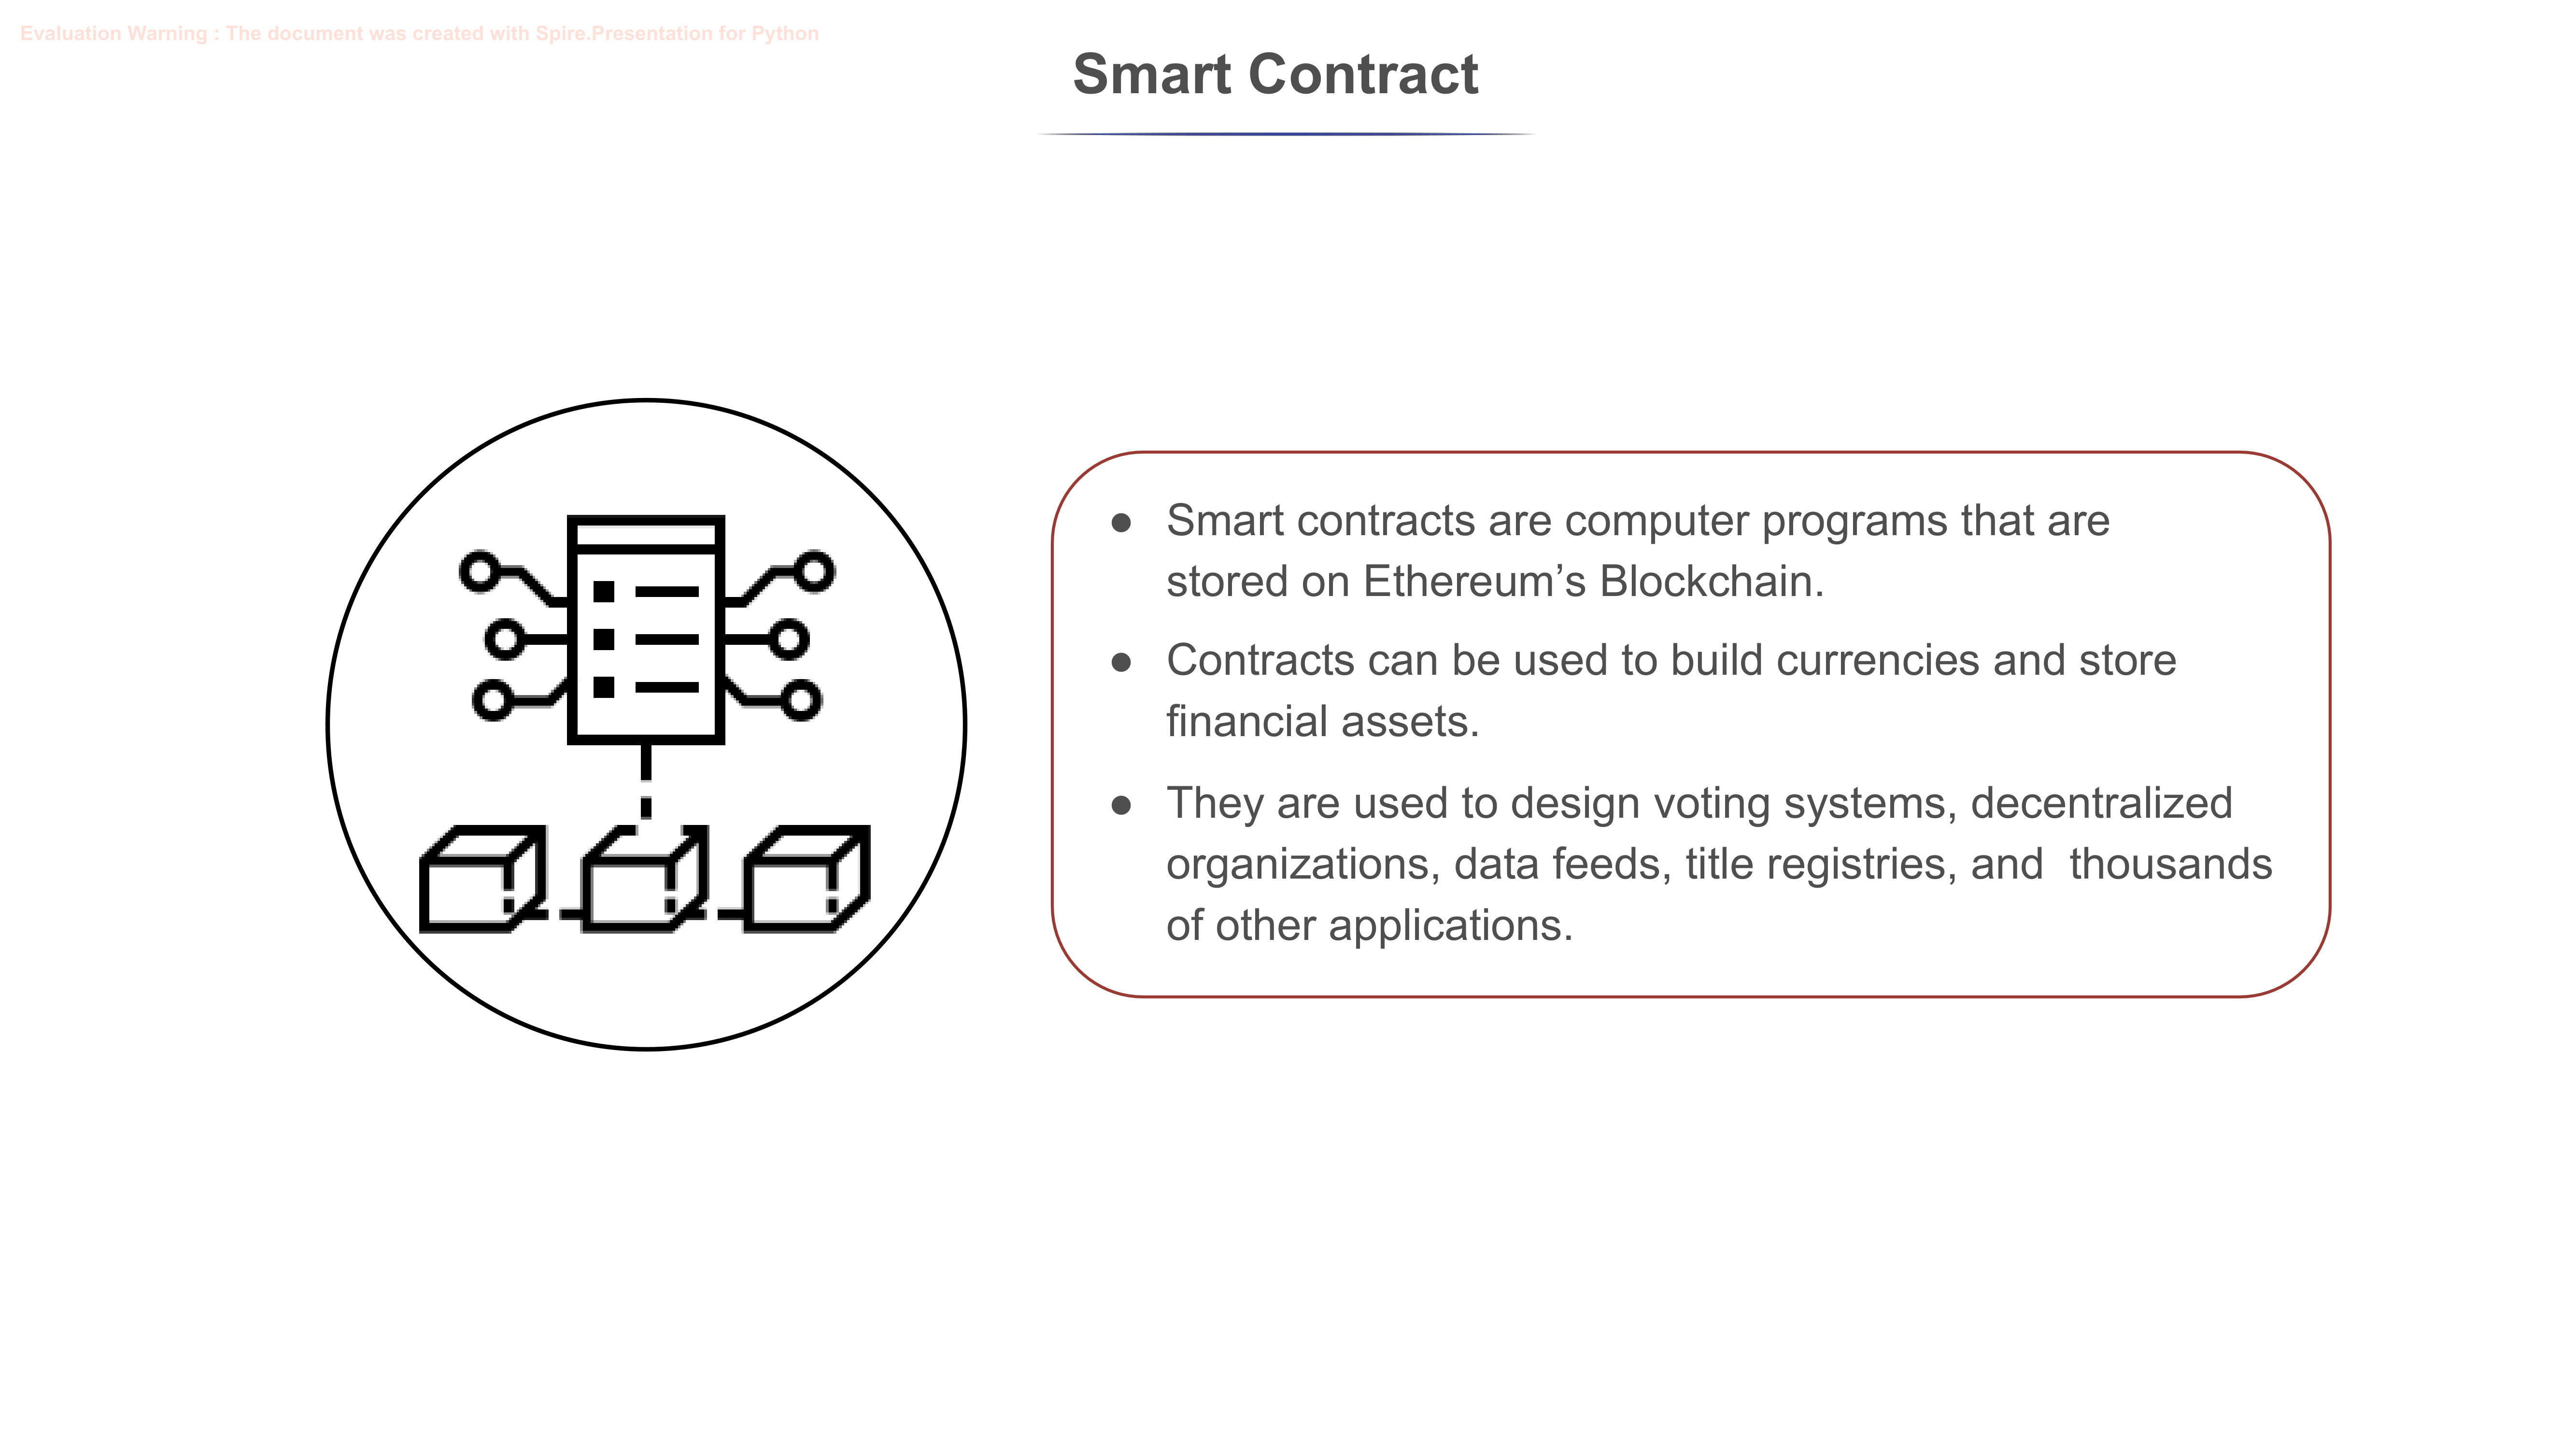 Evaluation Warning : The document was created with Spire.Presentation for Python
Smart Contract
● Smart contracts are computer programs that are
stored on Ethereum’s Blockchain.
● Contracts can be used to build currencies and store
financial assets.
● They are used to design voting systems, decentralized
organizations, data feeds, title registries, and  thousands
of other applications.